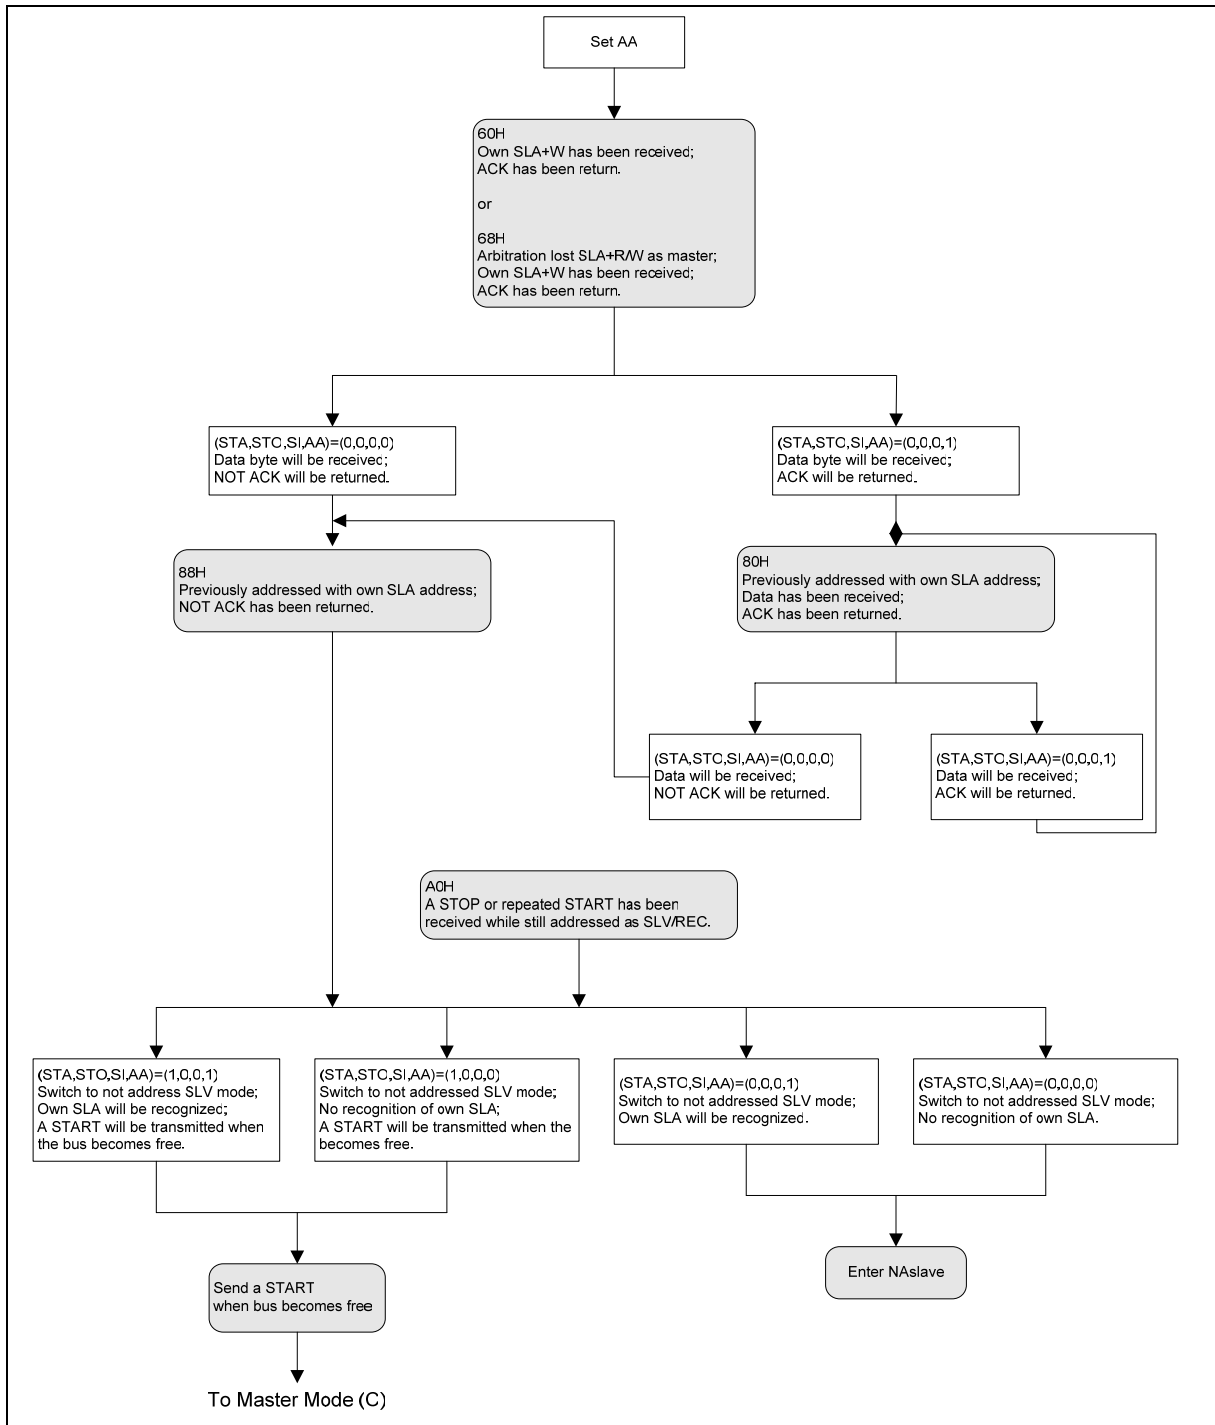 Set AA
60H
Own SLA+W has been received;
ACK has been return.
or
68H
Arbitration lost SLA+R/W as master;
Own SLA+W has been received;
ACK has been return.
(STA,STO,SI,AA)=(0,0,0,0)
Data byte will be received;
NOT ACK will be returned.
(STA,STO,SI,AA)=(0,0,0,1)
Data byte will be received;
ACK will be returned.
88H
Previously addressed with own SLA address;
NOT ACK has been returned.
80H
Previously addressed with own SLA address;
Data has been received;
ACK has been returned.
(STA,STO,SI,AA)=(0,0,0,0)
Data will be received;
NOT ACK will be returned.
(STA,STO,SI,AA)=(0,0,0,1)
Data will be received;
ACK will be returned.
A0H
A STOP or repeated START has been
received while still addressed as SLV/REC.
(STA,STO,SI,AA)=(1,0,0,1)
Switch to not address SLV mode;
Own SLA will be recognized;
A START will be transmitted when
the bus becomes free.
(STA,STO,SI,AA)=(1,0,0,0)
Switch to not addressed SLV mode;
No recognition of own SLA;
A START will be transmitted when the
becomes free.
(STA,STO,SI,AA)=(0,0,0,1)
Switch to not addressed SLV mode;
Own SLA will be recognized.
(STA,STO,SI,AA)=(0,0,0,0)
Switch to not addressed SLV mode;
No recognition of own SLA.
Send a START
when bus becomes free
Enter NAslave
To Master Mode (C)